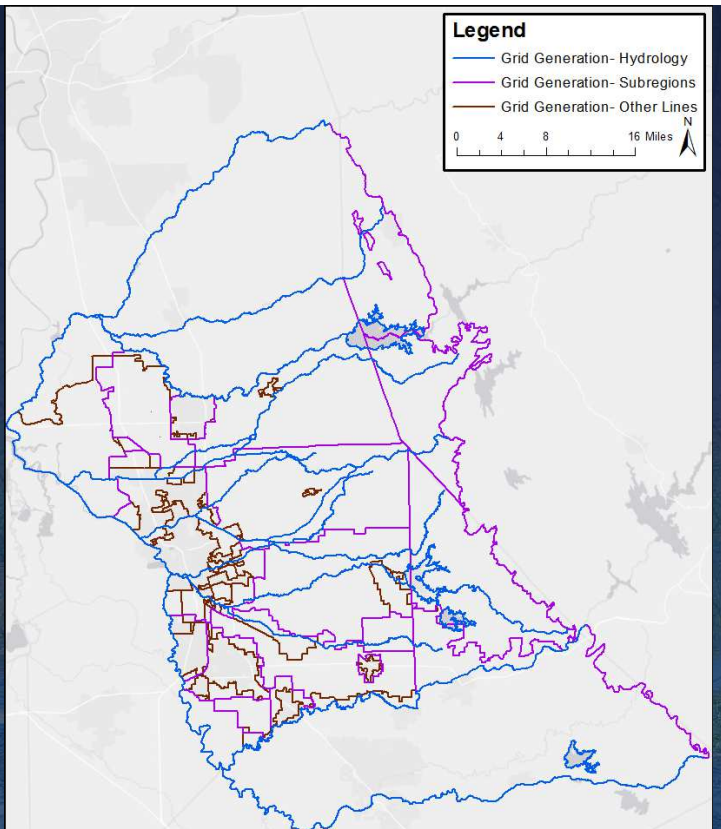 Legend
Grid Generation- Hydrology
Grid Generation- Subregions
Grid Generation- Other Lines
N
0 4 8 16 Miles